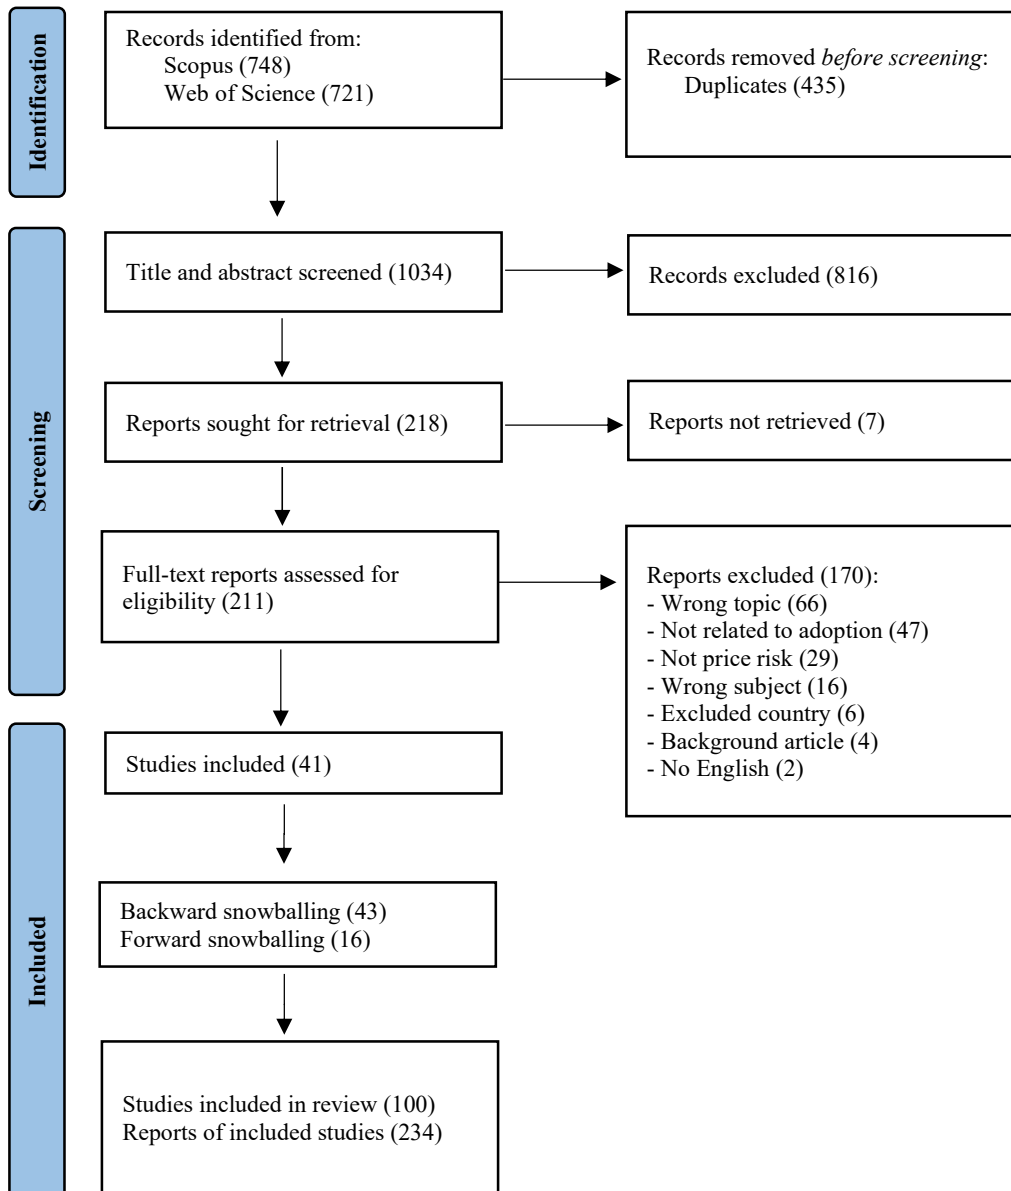 Identification
Records identified from:
Scopus (748)
Web of Science (721)
Records removed before screening:
Duplicates (435)
Screening
Title and abstract screened (1034)
Records excluded (816)
Reports sought for retrieval (218)
Reports not retrieved (7)
Full-text reports assessed for
eligibility (211)
Reports excluded (170):
- Wrong topic (66)
- Not related to adoption (47)
- Not price risk (29)
- Wrong subject (16)
- Excluded country (6)
- Background article (4)
- No English (2)
Included
Studies included (41)
Backward snowballing (43)
Forward snowballing (16)
Studies included in review (100)
Reports of included studies (234)